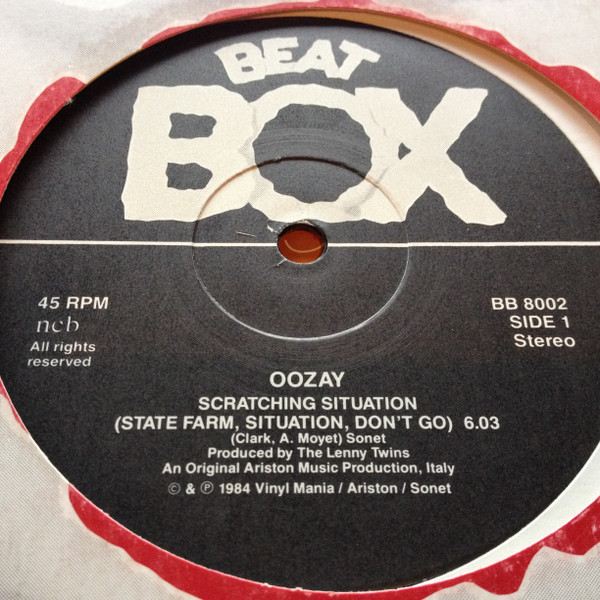 BEAT
BOX
45 RPM
ncb
All rights
reserved
BB 8002
SIDE 1
Stereo
OOZAY
SCRATCHING SITUATION
(STATE FARM, SITUATION, DON'T GO) 6.03
(Clark, A. Moyet) Sonet
Produced by The Lenny Twins
An Original Ariston Music Production, Italy
© & ℗ 1984 Vinyl Mania / Ariston / Sonet